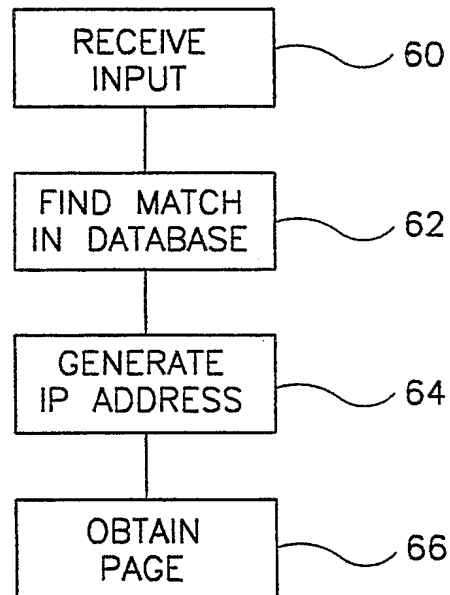 RECEIVE
INPUT
60
FIND MATCH
IN DATABASE
62
GENERATE
IP ADDRESS
64
OBTAIN
PAGE
66